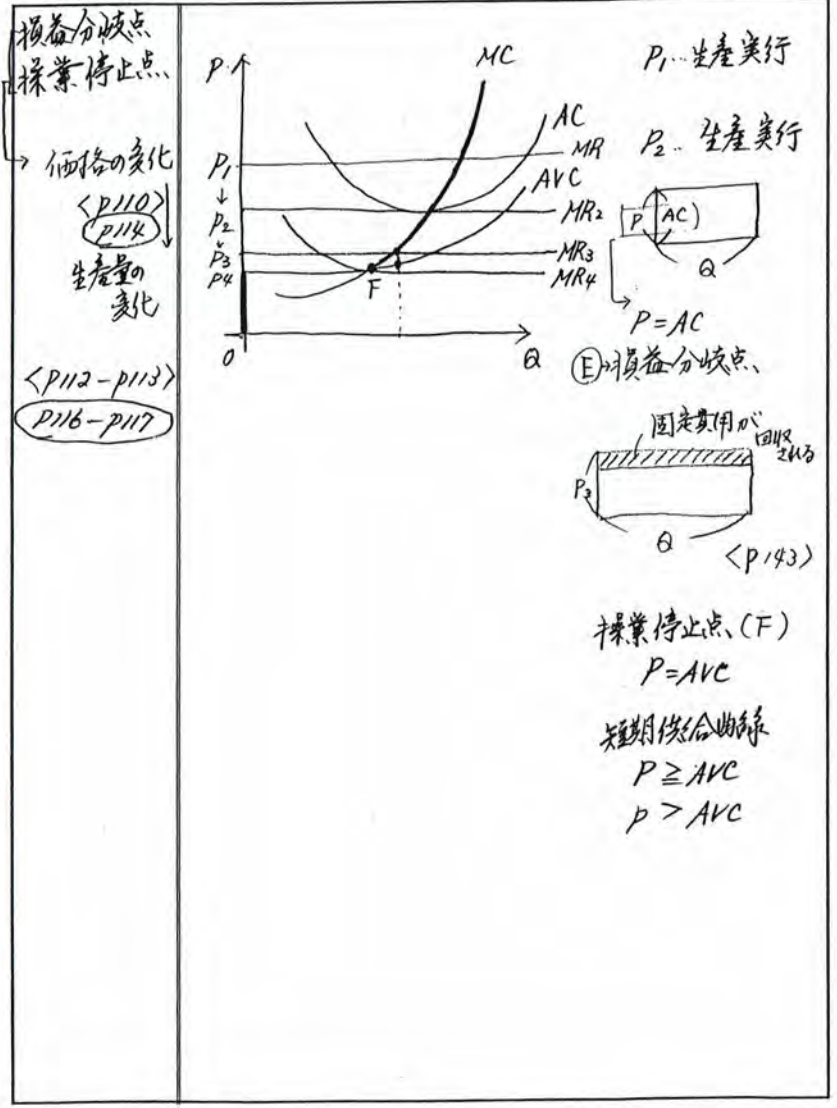 損益分岐点
操業停止点
価格の変化
<P110>
P114
生産量の
変化
<P112-P113>
P116-P117
P
P1
P2
P3
P4
O
Q
F
MC
AC
MR
AVC
MR2
MR3
MR4
P1…生産実行
P2‥生産実行
P
AC
Q
P=AC
Ⓔ→損益分岐点
固定費用が
回収
される
P3
Q
<P143>
操業停止点(F)
P=AVC
短期供給曲線
P≧AVC
P>AVC